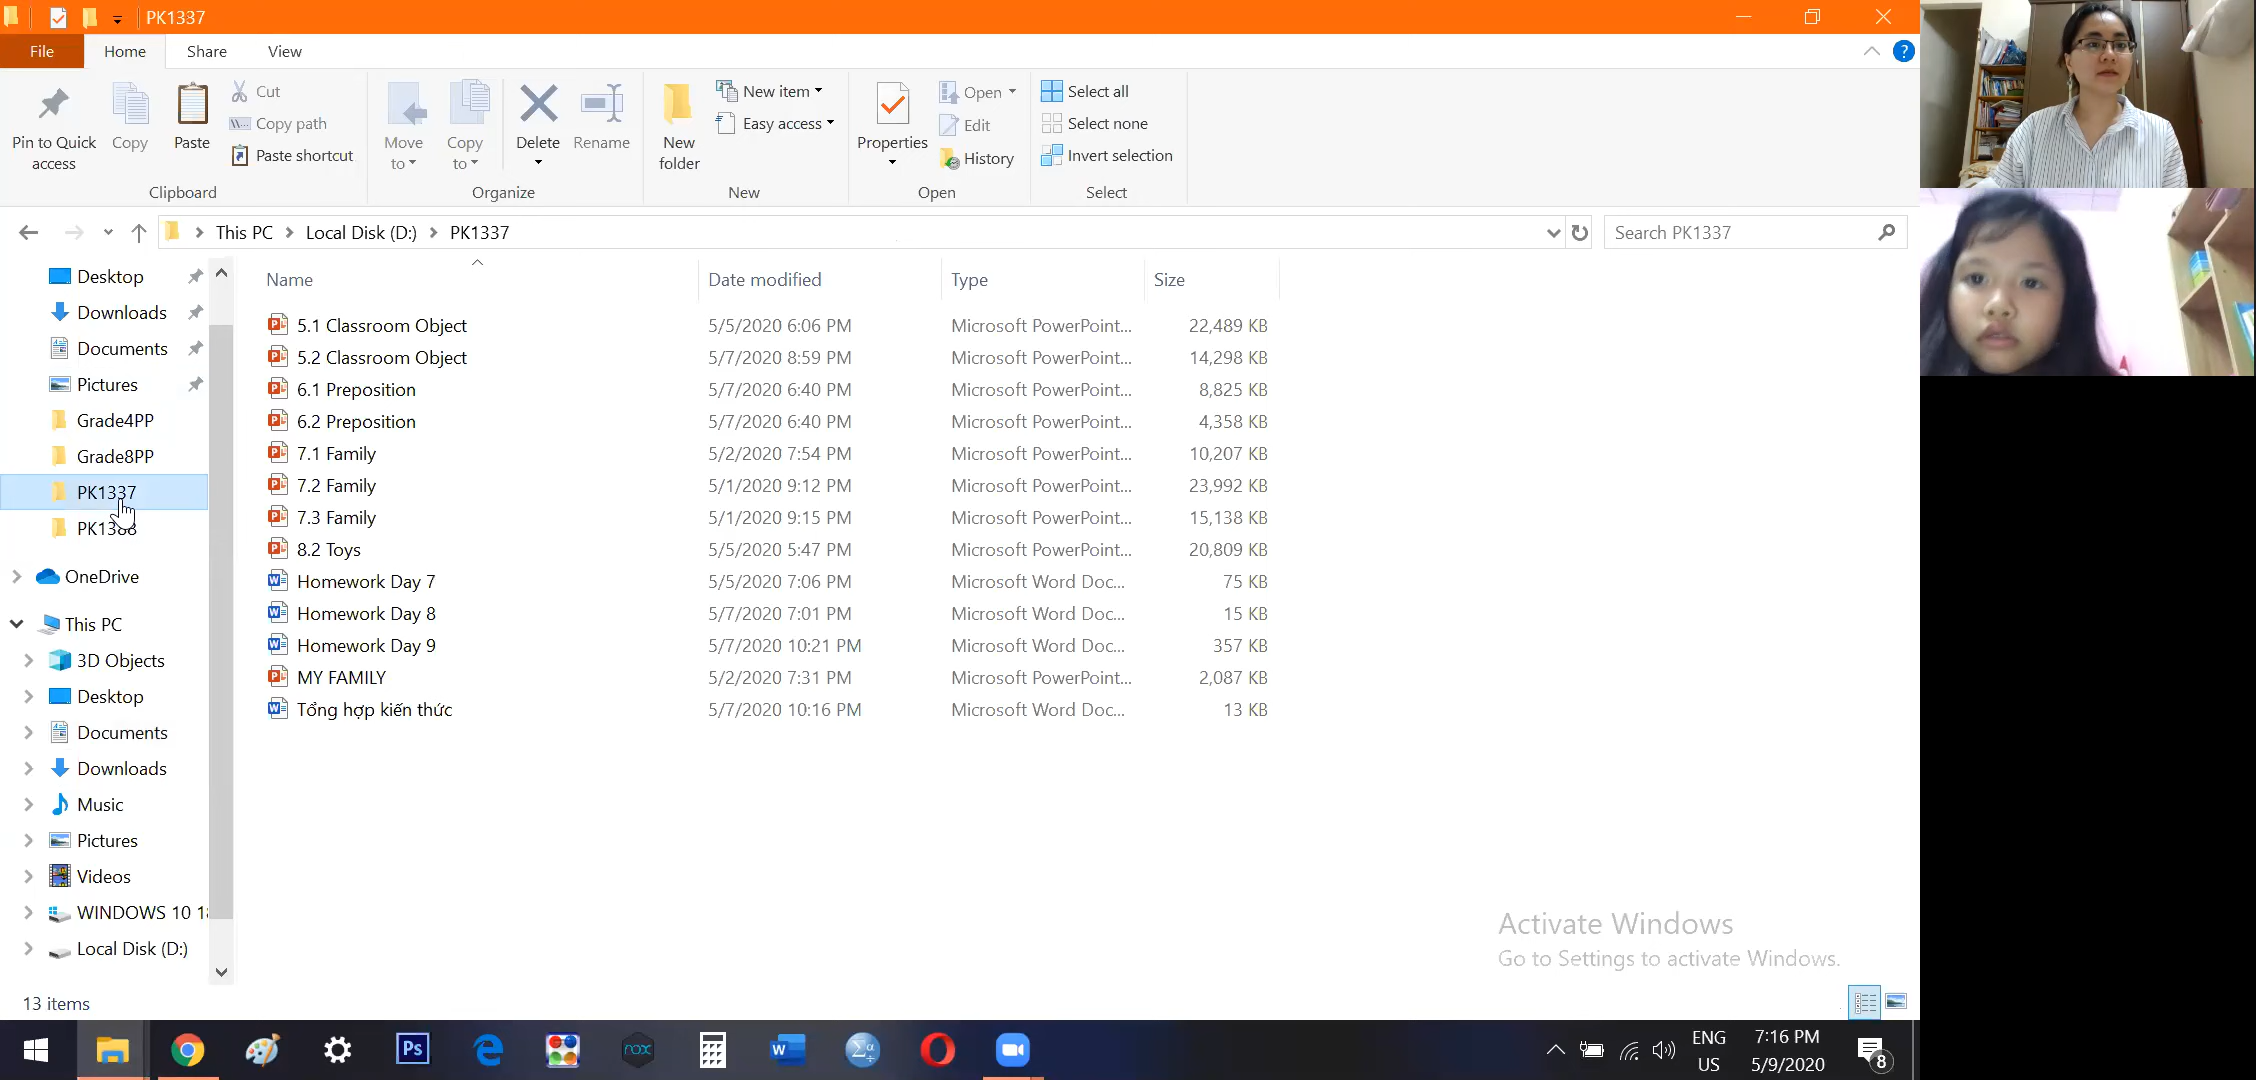 PK1337
File Home Share View
Pin to Quick access
Copy
Paste
Cut
Copy path
Paste shortcut
Clipboard
Move to
Copy to
Delete
Rename
Organize
New folder
New item
Easy access
New
Properties
Open
Edit
History
Open
Select all
Select none
Invert selection
Select
This PC Local Disk (D:) PK1337
Search PK1337
Desktop
Downloads
Documents
Pictures
Grade4PP
Grade8PP
PK1337
OneDrive
This PC
3D Objects
Desktop
Documents
Downloads
Music
Pictures
Videos
WINDOWS 10
Local Disk (D:)
Name Date modified Type Size
5.1 Classroom Object 5/5/2020 6:06 PM Microsoft PowerPoint... 22,489 KB
5.2 Classroom Object 5/7/2020 8:59 PM Microsoft PowerPoint... 14,298 KB
6.1 Preposition 5/7/2020 6:40 PM Microsoft PowerPoint... 8,825 KB
6.2 Preposition 5/7/2020 6:40 PM Microsoft PowerPoint... 4,358 KB
7.1 Family 5/2/2020 7:54 PM Microsoft PowerPoint... 10,207 KB
7.2 Family 5/1/2020 9:12 PM Microsoft PowerPoint... 23,992 KB
7.3 Family 5/1/2020 9:15 PM Microsoft PowerPoint... 15,138 KB
8.2 Toys 5/5/2020 5:47 PM Microsoft PowerPoint... 20,809 KB
Homework Day 7 5/5/2020 7:06 PM Microsoft Word Doc... 75 KB
Homework Day 8 5/7/2020 7:01 PM Microsoft Word Doc... 15 KB
Homework Day 9 5/7/2020 10:21 PM Microsoft Word Doc... 357 KB
MY FAMILY 5/2/2020 7:31 PM Microsoft PowerPoint... 2,087 KB
Tổng hợp kiến thức 5/7/2020 10:16 PM Microsoft Word Doc... 13 KB
Activate Windows
Go to Settings to activate Windows.
13 items
Ps
nox
ENG
US
7:16 PM
5/9/2020
8